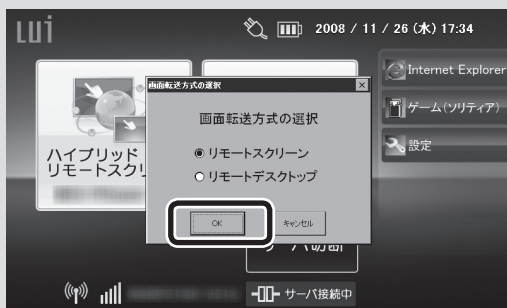 Lui
2008 / 11 / 26 (水) 17:34
Internet Explorer
ゲーム(ソリティア)
設定
ハイブリッド
リモートスクリ
画面転送方式の選択
画面転送方式の選択
リモートスクリーン
リモートデスクトップ
OK
キャンセル
サーバ接続中